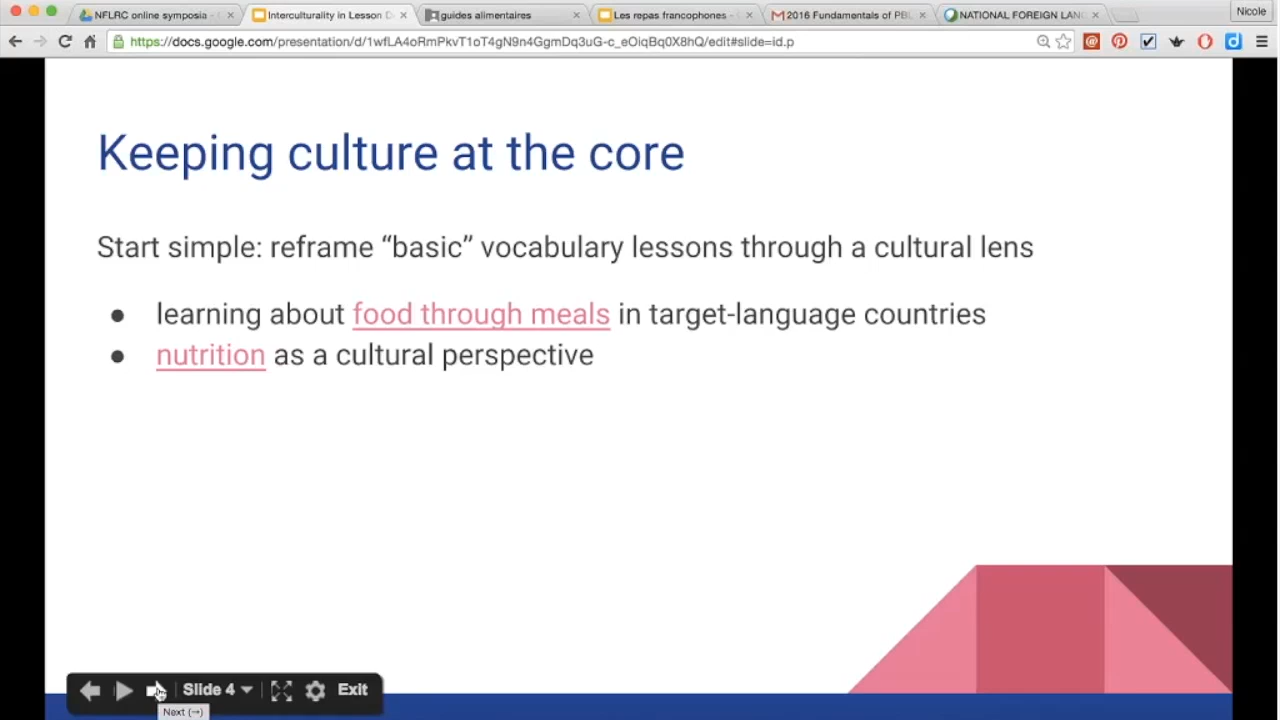 NFLRC online symposia -
Interculturality in Lesson D
guides alimentaires
Les repas francophones -
2016 Fundamentals of PBL
NATIONAL FOREIGN LAN
Nicole
https://docs.google.com/presentation/d/1wfLA4oRmPkvT1oT4gN9n4GgmDq3uG-c_eOiqBq0X8hQ/edit#slide=id.p
Keeping culture at the core
Start simple: reframe “basic” vocabulary lessons through a cultural lens
● learning about food through meals in target-language countries
● nutrition as a cultural perspective
Slide 4
Exit
Next (→)